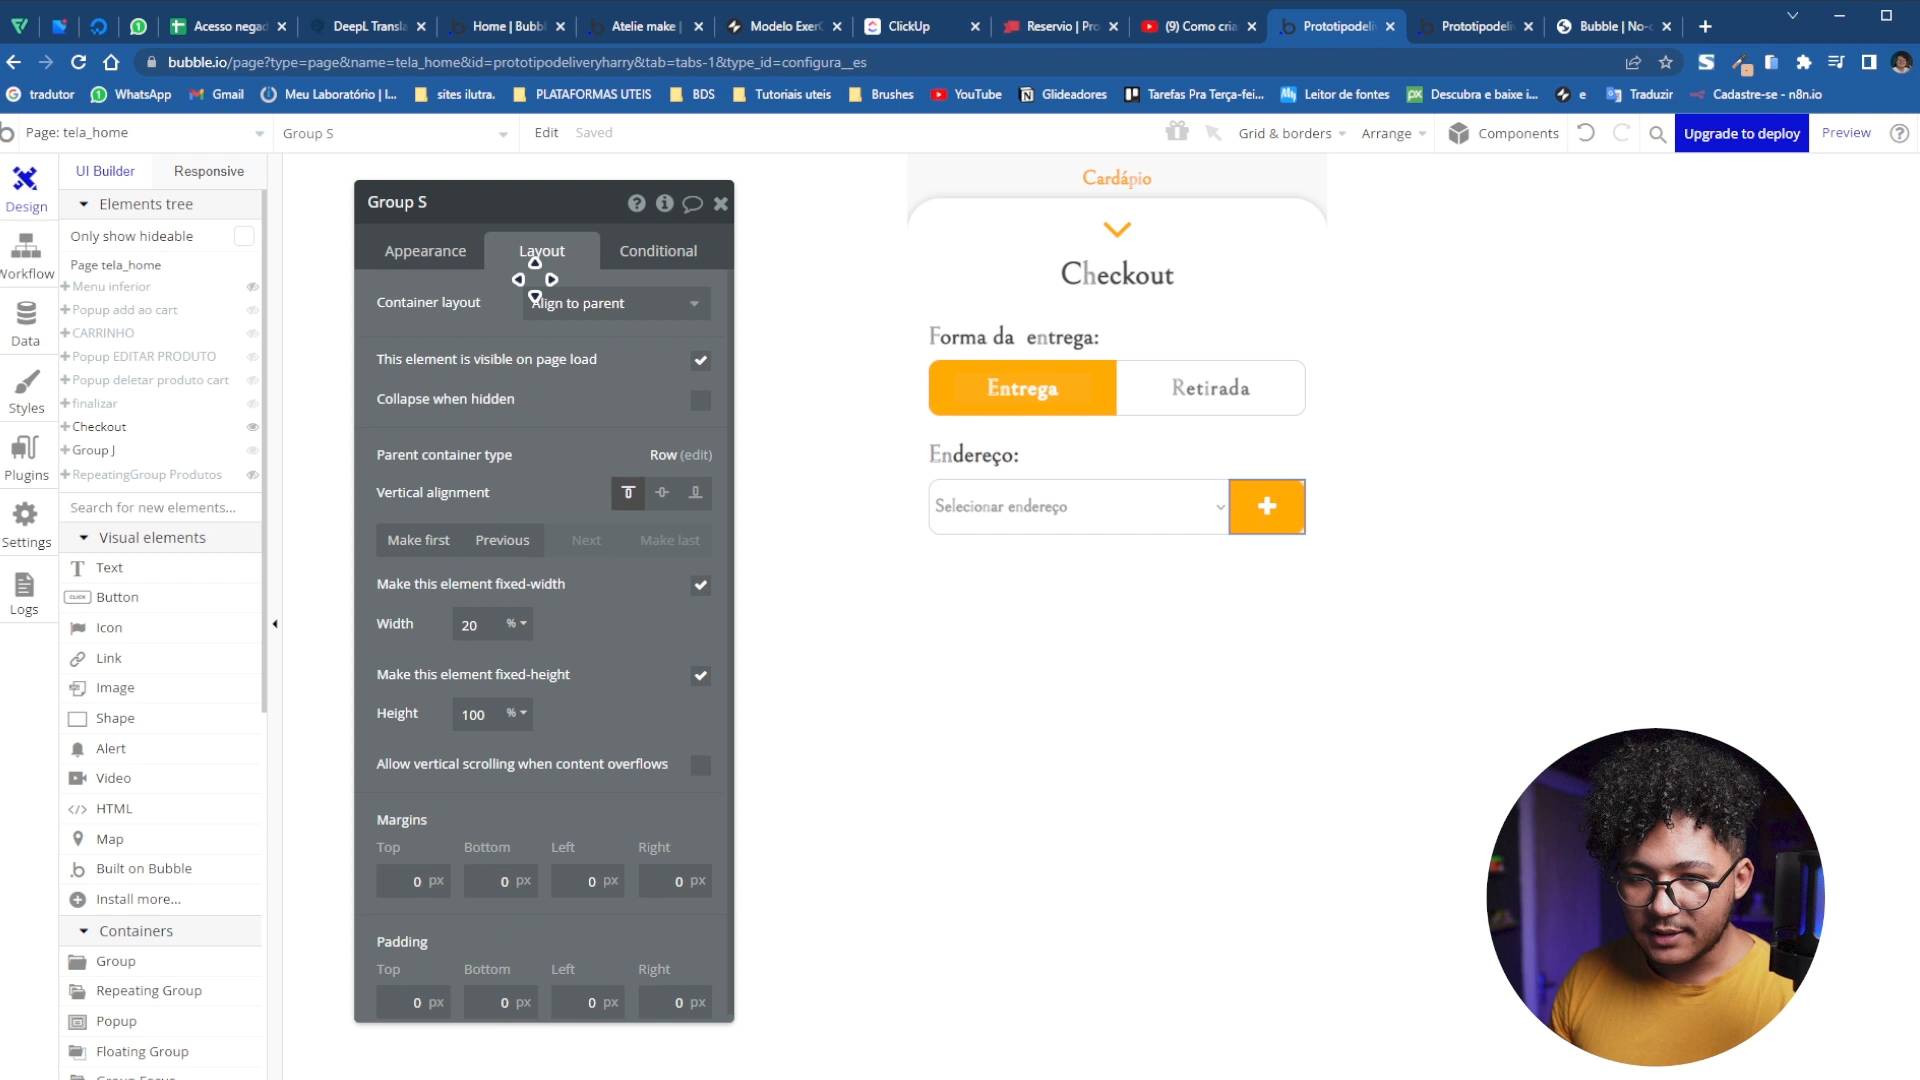 Acesso nega
DeepL Transla
Home | Bubb
Atelie make |
Modelo Exer
ClickUp
Reservio | Pro
(9) Como cria
Prototipodeli
Prototipodeli
Bubble | No-c
bubble.io/page?type=page&name=tela_home&id=prototipodeliveryharry&tab=tabs-1&type_id=configura__es
tradutor
WhatsApp
Gmail
Meu Laboratório | I...
sites ilutra.
PLATAFORMAS UTEIS
BDS
Tutoriais uteis
Brushes
YouTube
Glideadores
Tarefas Pra Terça-fei...
Leitor de fontes
Descubra e baixe i...
e
Traduzir
Cadastre-se - n8n.io
Page: tela_home
Group S
Edit
Saved
Grid & borders
Arrange
Components
Upgrade to deploy
Preview
Design
Workflow
Data
Styles
Plugins
Settings
Logs
UI Builder
Responsive
Elements tree
Only show hideable
Page tela_home
Menu inferior
Popup add ao cart
CARRINHO
Popup EDITAR PRODUTO
Popup deletar produto cart
finalizar
Checkout
Group J
RepeatingGroup Produtos
Search for new elements...
Visual elements
Text
CLICK
Button
Icon
Link
Image
Shape
Alert
Video
HTML
Map
Built on Bubble
Install more...
Containers
Group
Repeating Group
Popup
Floating Group
Group Focus
Group S
Appearance
Layout
Conditional
Container layout
Align to parent
This element is visible on page load
Collapse when hidden
Parent container type
Row (edit)
Vertical alignment
Make first
Previous
Next
Make last
Make this element fixed-width
Width
20 %
Make this element fixed-height
Height
100 %
Allow vertical scrolling when content overflows
Margins
Top Bottom Left Right
0 px 0 px 0 px 0 px
Padding
Top Bottom Left Right
0 px 0 px 0 px 0 px
Cardápio
Checkout
Forma da entrega:
Entrega
Retirada
Endereço:
Selecionar endereço